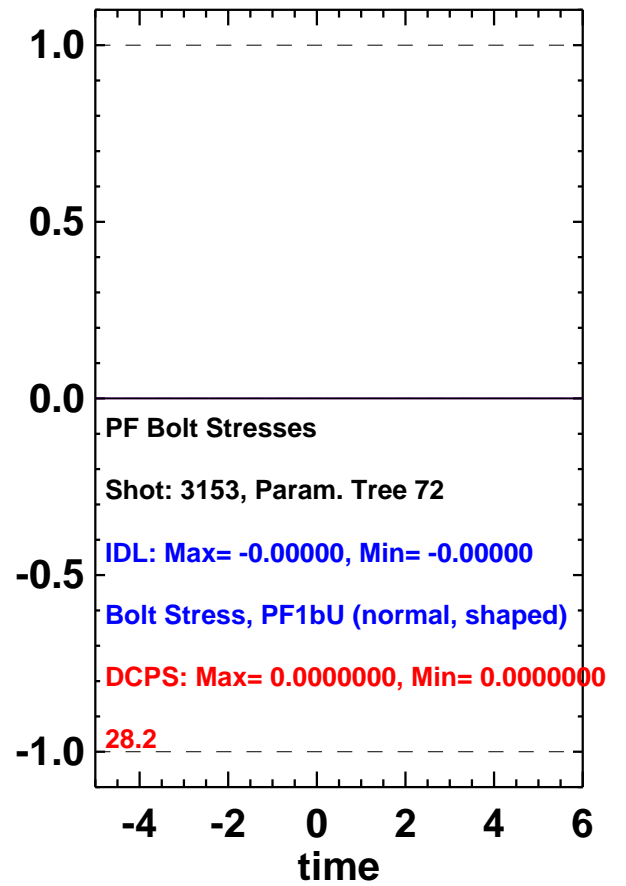 1.0
0.5
0.0
PF Bolt Stresses
Shot: 3153, Param. Tree 72
IDL: Max= -0.00000, Min= -0.00000
-0.5
Bolt Stress, PF1bU (normal, shaped)
DCPS: Max= 0.0000000, Min= 0.0000000
28.2
-1.0
-4 -2 0 2 4 6
time